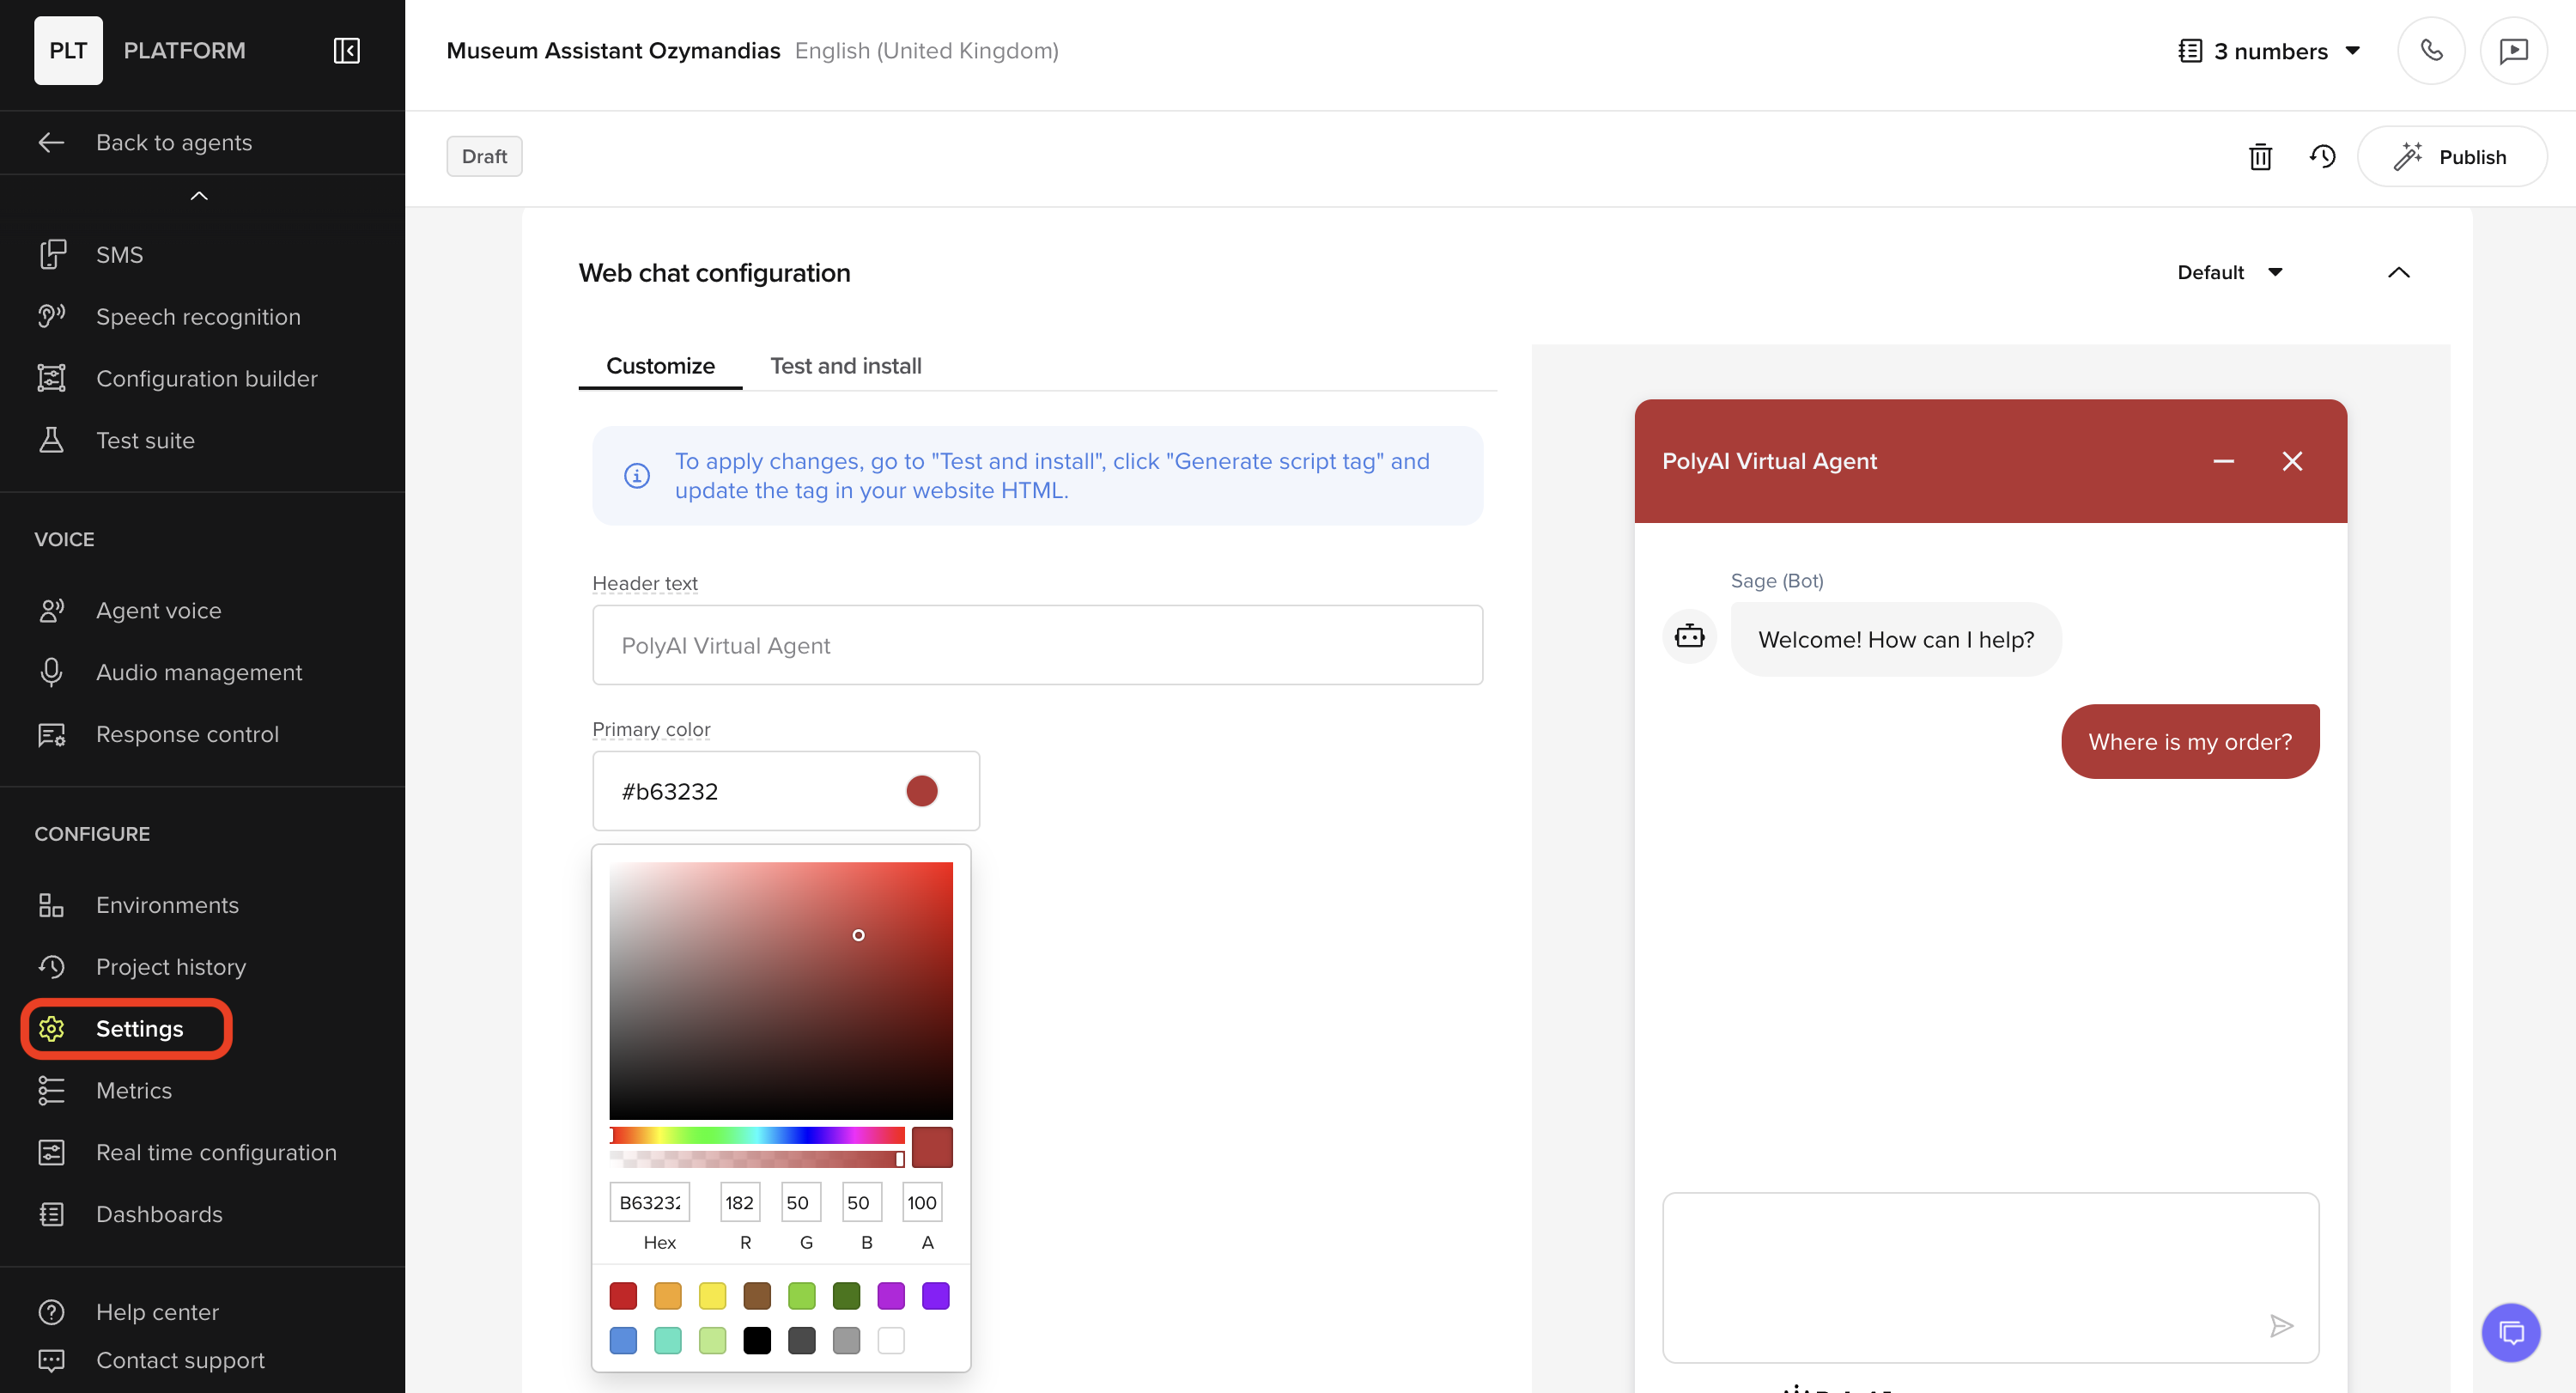 PLT PLATFORM
Back to agents
SMS
Speech recognition
Configuration builder
Test suite
VOICE
Agent voice
Audio management
Response control
CONFIGURE
Environments
Project history
Settings
Metrics
Real time configuration
Dashboards
Help center
Contact support
Museum Assistant Ozymandias English (United Kingdom)
3 numbers
Draft
Publish
Web chat configuration
Default
Customize Test and install
To apply changes, go to "Test and install", click "Generate script tag" and
update the tag in your website HTML.
Header text
PolyAI Virtual Agent
Primary color
#b63232
B63232 182 50 50 100
Hex R G B A
PolyAI Virtual Agent
Sage (Bot)
Welcome! How can I help?
Where is my order?